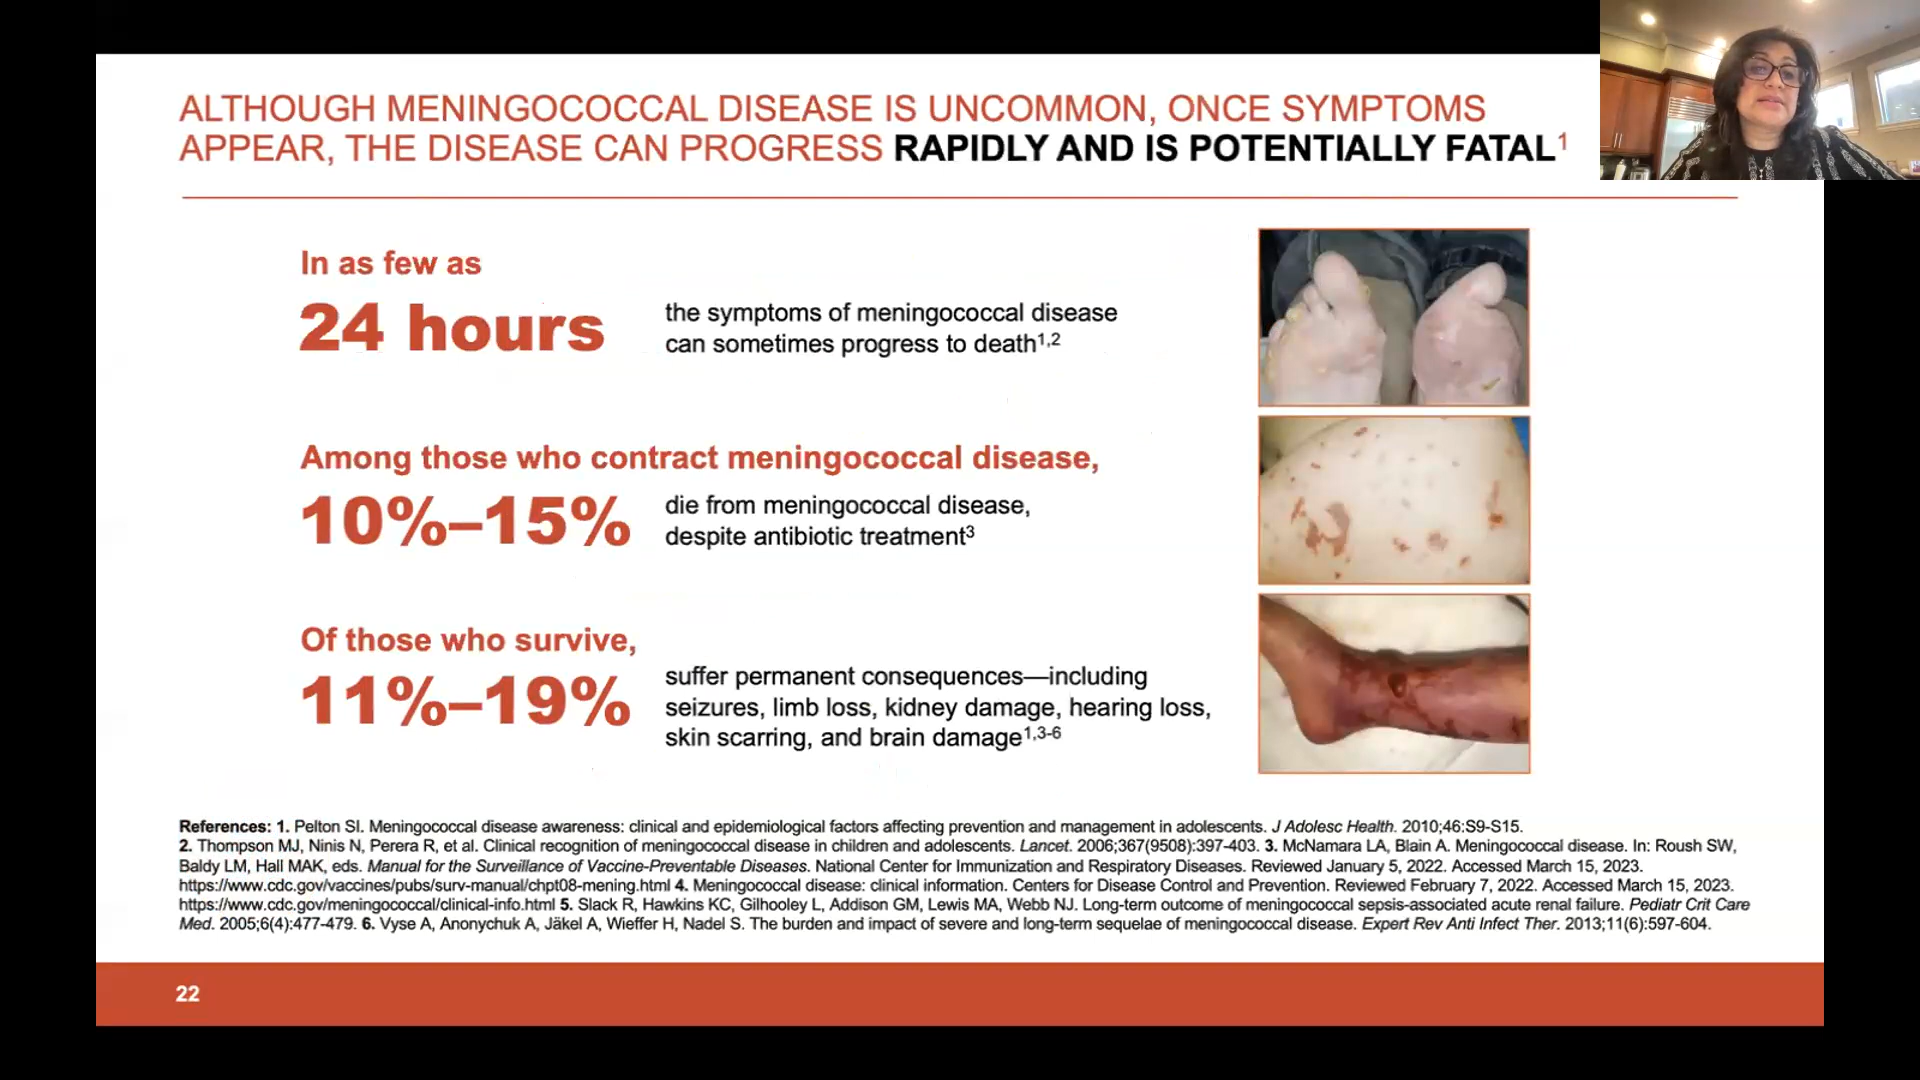 ALTHOUGH MENINGOCOCCAL DISEASE IS UNCOMMON, ONCE SYMPTOMS
APPEAR, THE DISEASE CAN PROGRESS RAPIDLY AND IS POTENTIALLY FATAL1
In as few as
24 hours
the symptoms of meningococcal disease
can sometimes progress to death1,2
Among those who contract meningococcal disease,
10%–15%
die from meningococcal disease,
despite antibiotic treatment3
Of those who survive,
11%–19%
suffer permanent consequences—including
seizures, limb loss, kidney damage, hearing loss,
skin scarring, and brain damage1,3-6
References: 1. Pelton SI. Meningococcal disease awareness: clinical and epidemiological factors affecting prevention and management in adolescents. J Adolesc Health. 2010;46:S9-S15.
2. Thompson MJ, Ninis N, Perera R, et al. Clinical recognition of meningococcal disease in children and adolescents. Lancet. 2006;367(9508):397-403. 3. McNamara LA, Blain A. Meningococcal disease. In: Roush SW,
Baldy LM, Hall MAK, eds. Manual for the Surveillance of Vaccine-Preventable Diseases. National Center for Immunization and Respiratory Diseases. Reviewed January 5, 2022. Accessed March 15, 2023.
https://www.cdc.gov/vaccines/pubs/surv-manual/chpt08-mening.html 4. Meningococcal disease: clinical information. Centers for Disease Control and Prevention. Reviewed February 7, 2022. Accessed March 15, 2023.
https://www.cdc.gov/meningococcal/clinical-info.html 5. Slack R, Hawkins KC, Gilhooley L, Addison GM, Lewis MA, Webb NJ. Long-term outcome of meningococcal sepsis-associated acute renal failure. Pediatr Crit Care
Med. 2005;6(4):477-479. 6. Vyse A, Anonychuk A, Jäkel A, Wieffer H, Nadel S. The burden and impact of severe and long-term sequelae of meningococcal disease. Expert Rev Anti Infect Ther. 2013;11(6):597-604.
22